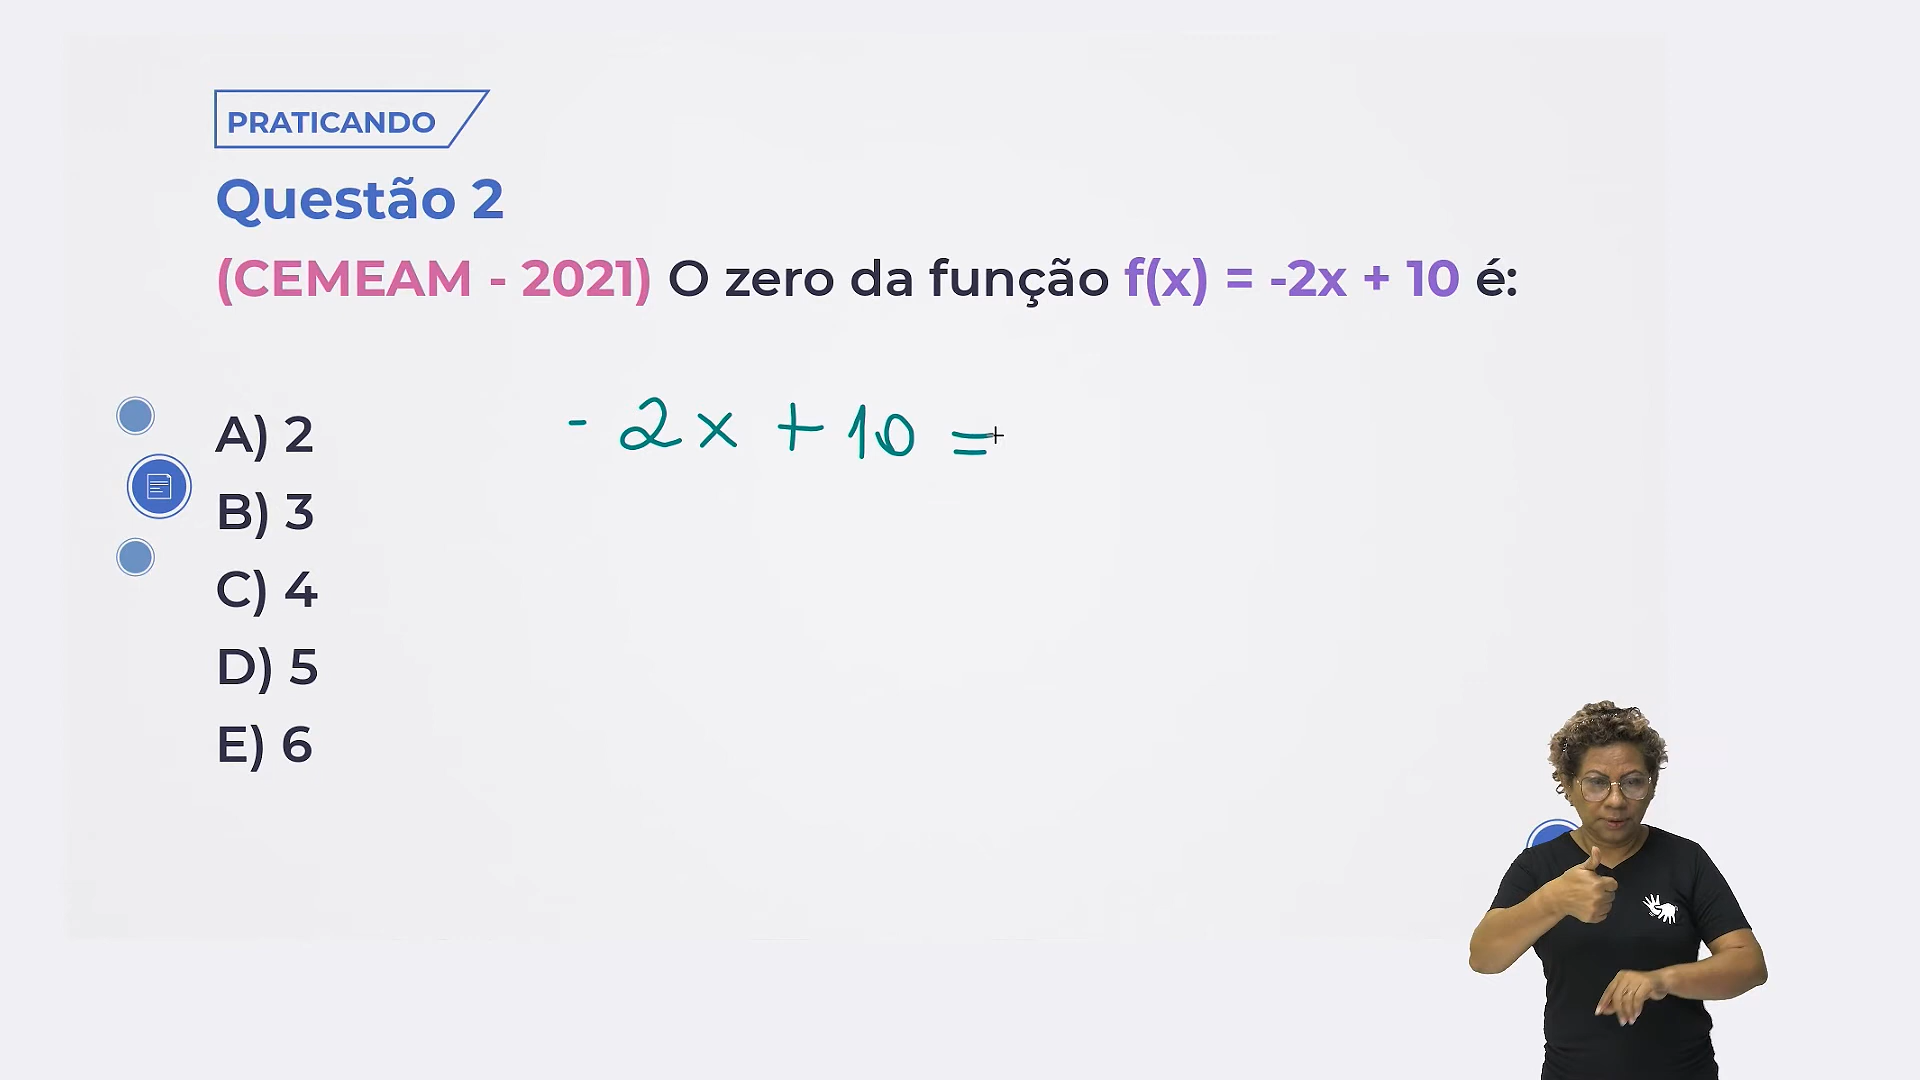 PRATICANDO
Questão 2
(CEMEAM - 2021) O zero da função f(x) = -2x + 10 é:
A) 2
B) 3
C) 4
D) 5
E) 6
- 2x + 10 =